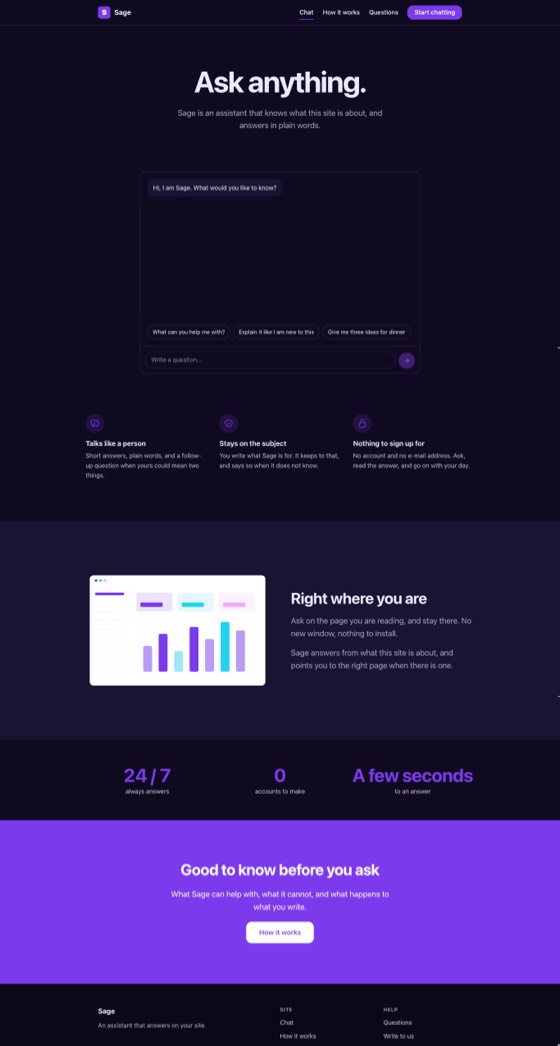 S Sage
Chat How it works Questions Start chatting
Ask anything.
Sage is an assistant that knows what this site is about, and
answers in plain words.
Hi, I am Sage. What would you like to know?
What can you help me with? Explain it like I am new to this Give me three ideas for dinner
Write a question...
Talks like a person
Short answers, plain words, and a follow-
up question when yours could mean two
things.
Stays on the subject
You write what Sage is for. It keeps to that,
and says so when it does not know.
Nothing to sign up for
No account and no e-mail address. Ask,
read the answer, and go on with your day.
Right where you are
Ask on the page you are reading, and stay there. No
new window, nothing to install.
Sage answers from what this site is about, and
points you to the right page when there is one.
24 / 7
always answers
0
accounts to make
A few seconds
to an answer
Good to know before you ask
What Sage can help with, what it cannot, and what happens to
what you write.
How it works
Sage
An assistant that answers on your site.
SITE
Chat
How it works
HELP
Questions
Write to us